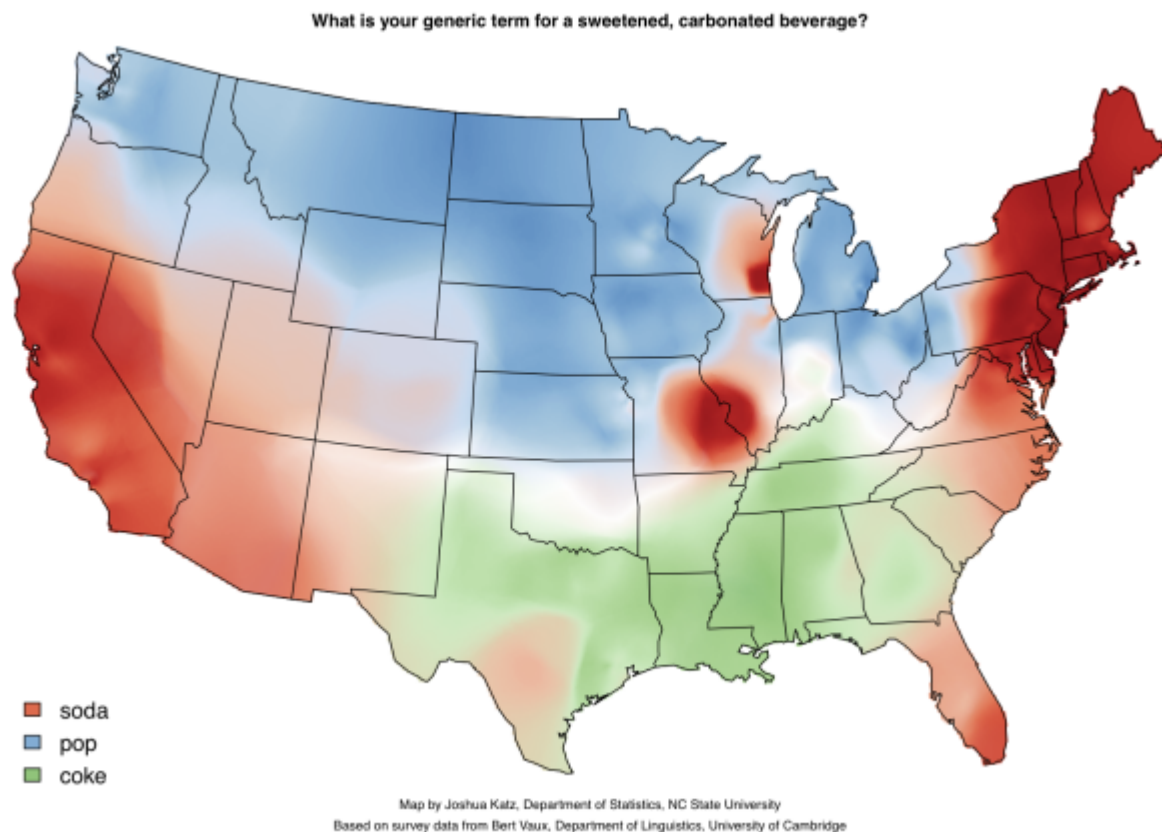 What is your generic term for a sweetened, carbonated beverage?
soda
pop
coke
Map by Joshua Katz, Department of Statistics, NC State University
Based on survey data from Bert Vaux, Department of Linguistics, University of Cambridge